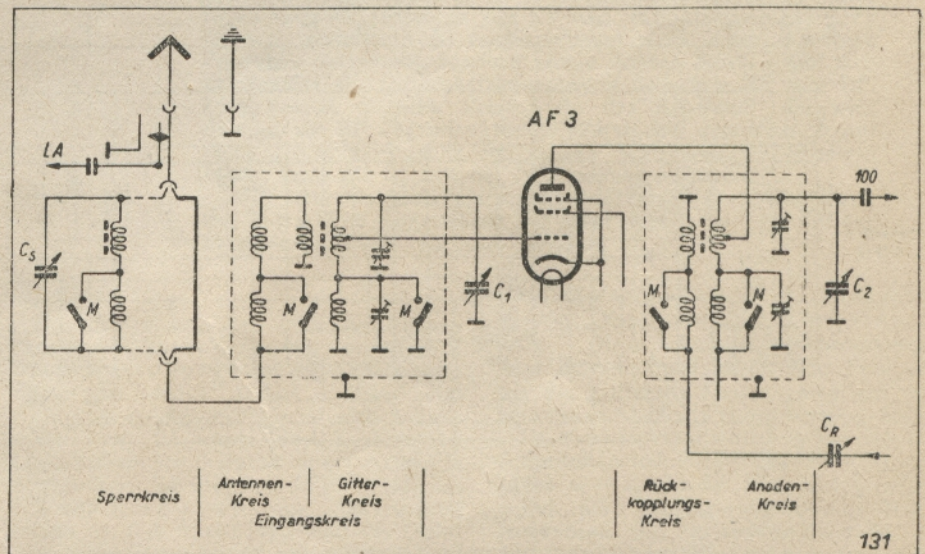 AF 3
LA
100
C_S
M
M
M
C_1
M
M
C_2
C_R
Sperrkreis
Antennen-
Kreis
Gitter-
Kreis
Eingangskreis
Rück-
kopplungs-
Kreis
Anoden-
Kreis
131